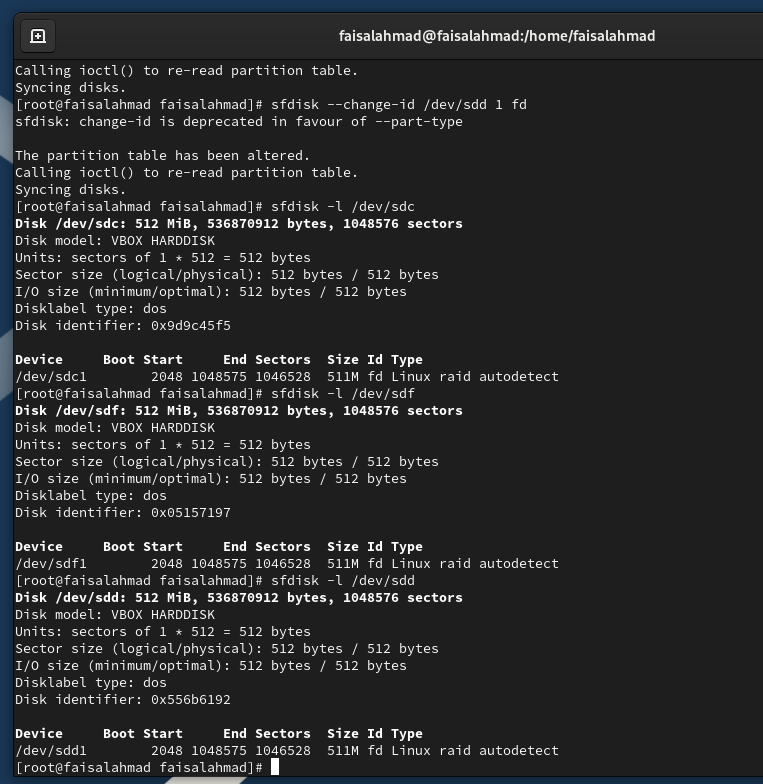 faisalahmad@faisalahmad:/home/faisalahmad
Calling ioctl() to re-read partition table.
Syncing disks.
[root@faisalahmad faisalahmad]# sfdisk --change-id /dev/sdd 1 fd
sfdisk: change-id is deprecated in favour of --part-type
The partition table has been altered.
Calling ioctl() to re-read partition table.
Syncing disks.
[root@faisalahmad faisalahmad]# sfdisk -l /dev/sdc
Disk /dev/sdc: 512 MiB, 536870912 bytes, 1048576 sectors
Disk model: VBOX HARDDISK
Units: sectors of 1 * 512 = 512 bytes
Sector size (logical/physical): 512 bytes / 512 bytes
I/O size (minimum/optimal): 512 bytes / 512 bytes
Disklabel type: dos
Disk identifier: 0x9d9c45f5
Device     Boot Start     End Sectors  Size Id Type
/dev/sdc1        2048 1048575 1046528  511M fd Linux raid autodetect
[root@faisalahmad faisalahmad]# sfdisk -l /dev/sdf
Disk /dev/sdf: 512 MiB, 536870912 bytes, 1048576 sectors
Disk model: VBOX HARDDISK
Units: sectors of 1 * 512 = 512 bytes
Sector size (logical/physical): 512 bytes / 512 bytes
I/O size (minimum/optimal): 512 bytes / 512 bytes
Disklabel type: dos
Disk identifier: 0x05157197
Device     Boot Start     End Sectors  Size Id Type
/dev/sdf1        2048 1048575 1046528  511M fd Linux raid autodetect
[root@faisalahmad faisalahmad]# sfdisk -l /dev/sdd
Disk /dev/sdd: 512 MiB, 536870912 bytes, 1048576 sectors
Disk model: VBOX HARDDISK
Units: sectors of 1 * 512 = 512 bytes
Sector size (logical/physical): 512 bytes / 512 bytes
I/O size (minimum/optimal): 512 bytes / 512 bytes
Disklabel type: dos
Disk identifier: 0x556b6192
Device     Boot Start     End Sectors  Size Id Type
/dev/sdd1        2048 1048575 1046528  511M fd Linux raid autodetect
[root@faisalahmad faisalahmad]#